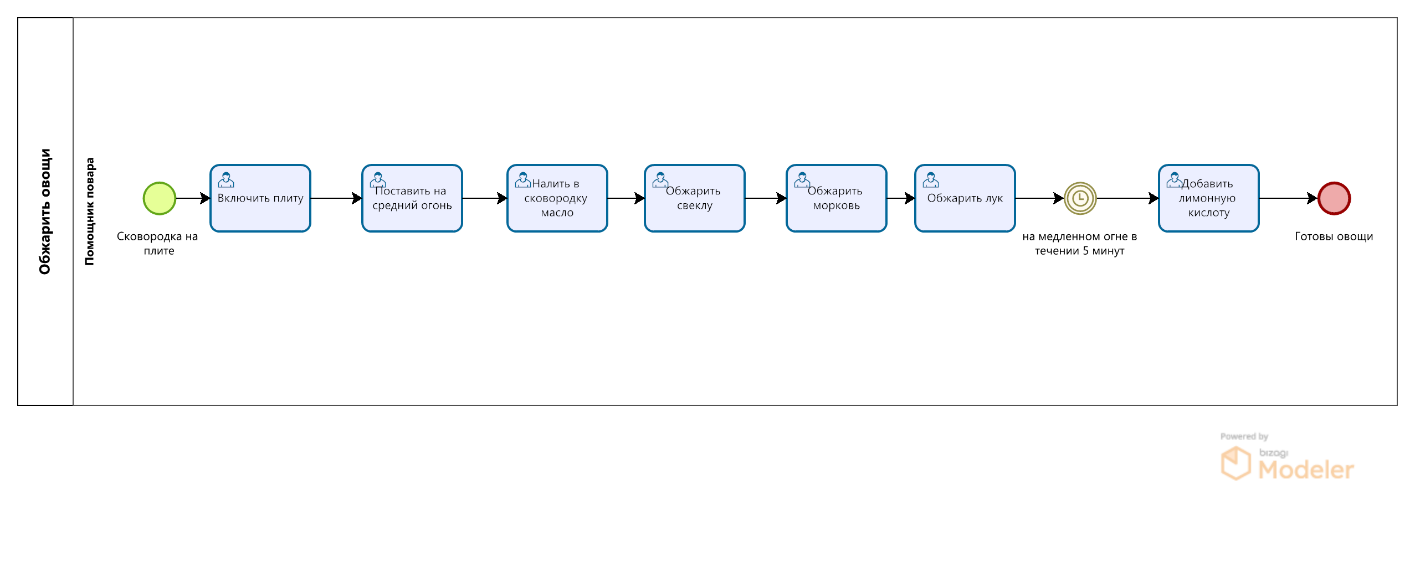 Обжарить овощи
Помощник повара
Сковородка на
плите
Включить плиту
Поставить на
средний огонь
Налить в
сковородку
масло
Обжарить
свеклу
Обжарить
морковь
Обжарить лук
на медленном огне в
течении 5 минут
Добавить
лимонную
кислоту
Готовы овощи
Powered by
bizagi
Modeler